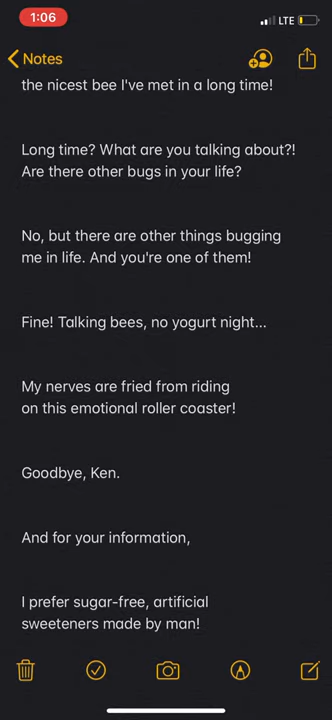 1:06
LTE
Notes
the nicest bee I've met in a long time!
Long time? What are you talking about?!
Are there other bugs in your life?
No, but there are other things bugging
me in life. And you're one of them!
Fine! Talking bees, no yogurt night...
My nerves are fried from riding
on this emotional roller coaster!
Goodbye, Ken.
And for your information,
I prefer sugar-free, artificial
sweeteners made by man!